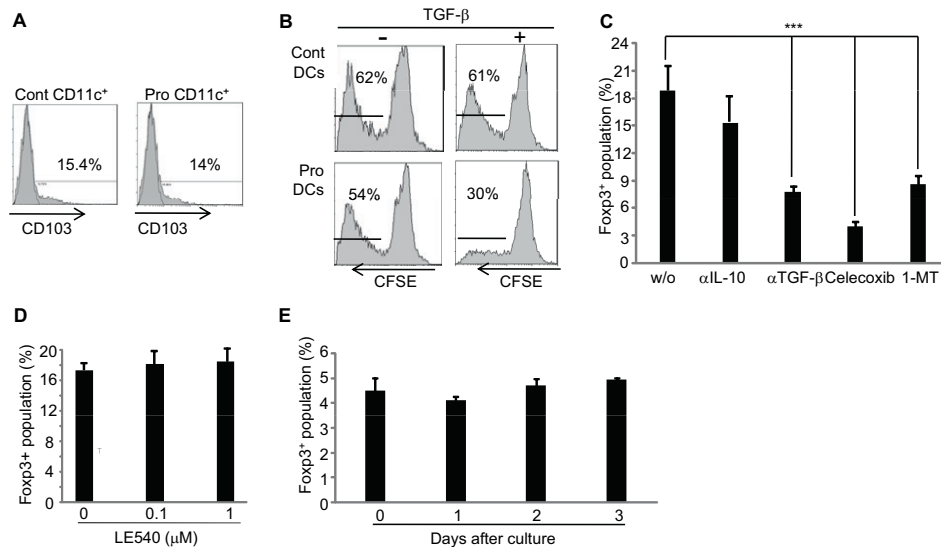 A
Cont CD11c⁺
Pro CD11c⁺
15.4%
14%
CD103
CD103
B
TGF-β
-
+
Cont
DCs
62%
61%
Pro
DCs
54%
30%
CFSE
CFSE
C
***
Foxp3⁺ population (%)
24
21
18
15
12
9
6
3
0
w/o
αIL-10
αTGF-β
Celecoxib
1-MT
D
Foxp3+ population (%)
20
16
12
8
4
0
T
0
0.1
1
LE540 (μM)
E
Foxp3⁺ population (%)
6
5
4
3
2
1
0
0
1
2
3
Days after culture